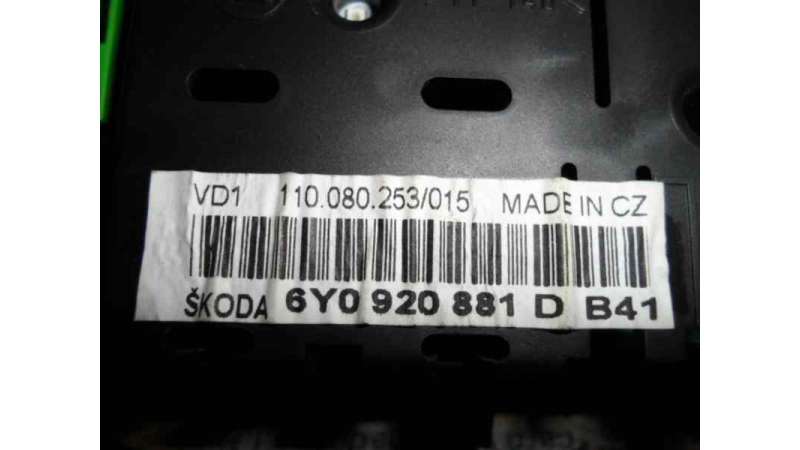 VD1 110.080.253/015 MADE IN CZ
ŠKODA 6Y0 920 881 D B41